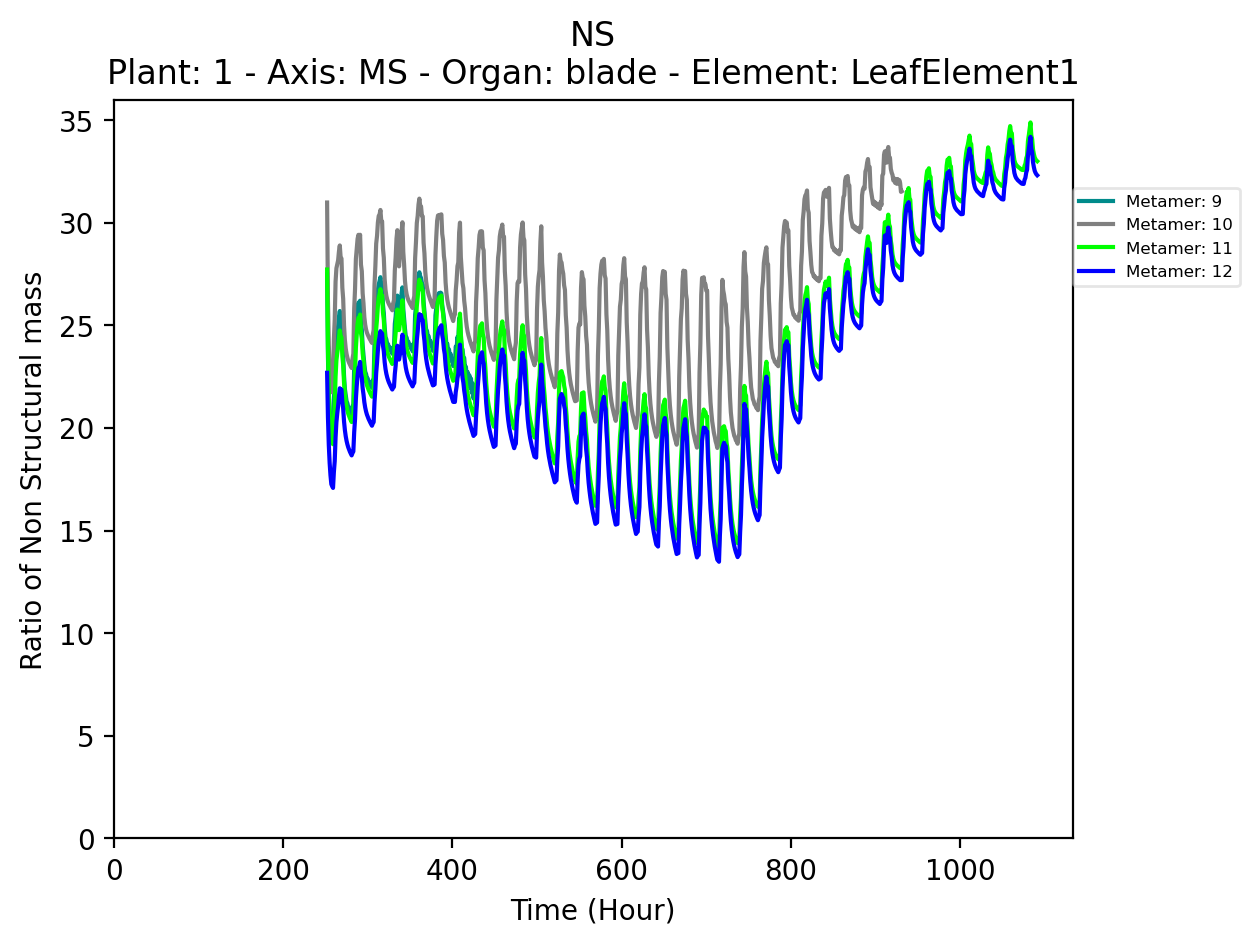 NS
Plant: 1 - Axis: MS - Organ: blade - Element: LeafElement1
Ratio of Non Structural mass
35
30
25
20
15
10
5
0
0 200 400 600 800 1000
Time (Hour)
Metamer: 9
Metamer: 10
Metamer: 11
Metamer: 12